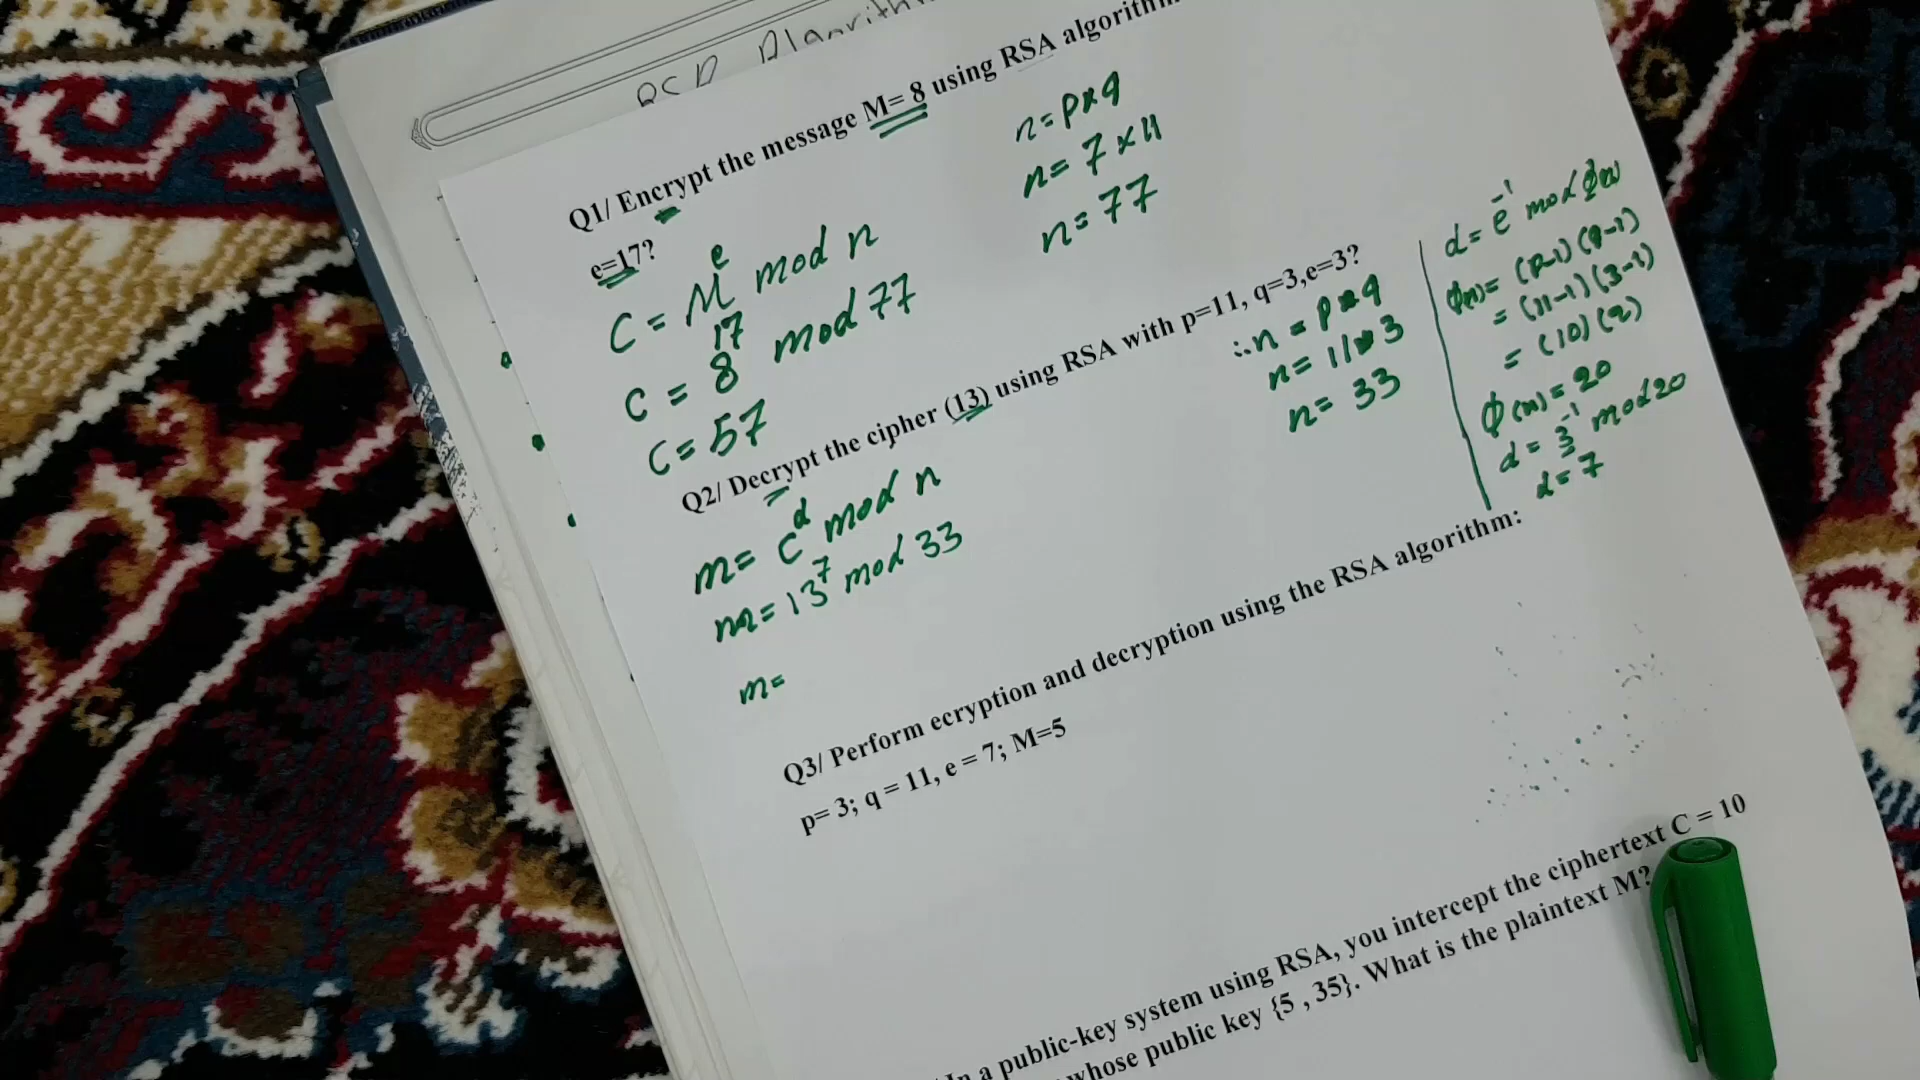 RSA Algorith
Q1/ Encrypt the message M= 8 using RSA algorithm
e=17?
C = M^e mod n
C = 8^17 mod 77
C = 57
n = p * q
n = 7 × 11
n = 77
Q2/ Decrypt the cipher (13) using RSA with p=11, q=3,e=3?
m = C^d mod n
m = 13^7 mod 33
m =
∴ n = p * q
n = 11 * 3
n = 33
d = e^-1 mod ϕ(n)
ϕ(n) = (p-1) (q-1)
= (11-1) (3-1)
= (10) (2)
ϕ(n) = 20
d = 3^-1 mod 20
d = 7
Q3/ Perform ecryption and decryption using the RSA algorithm:
p= 3; q = 11, e = 7; M=5
In a public-key system using RSA, you intercept the ciphertext C = 10
whose public key {5 , 35}. What is the plaintext M?